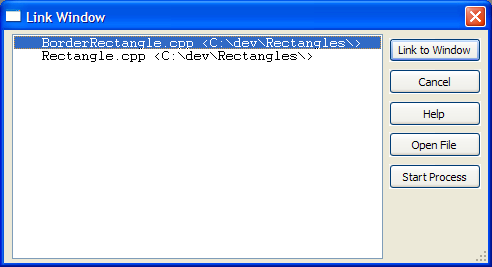 Link Window
BorderRectangle.cpp <C:\dev\Rectangles\>
Rectangle.cpp <C:\dev\Rectangles\>
Link to Window
Cancel
Help
Open File
Start Process